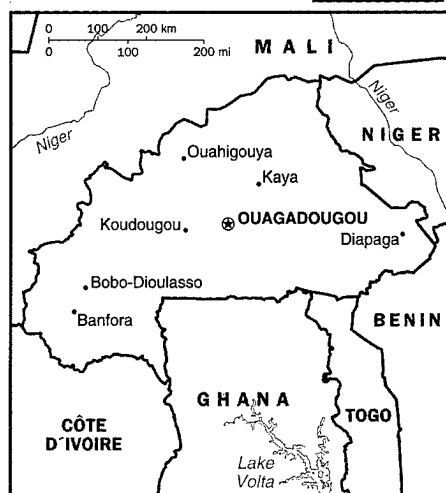 0 100 200 km
0 100 200 mi
MALI
Niger
Niger
NIGER
Ouahigouya
Kaya
OUAGADOUGOU
Koudougou
Diapaga
Bobo-Dioulasso
Banfora
BENIN
GHANA
TOGO
CÔTE
D´IVOIRE
Lake
Volta